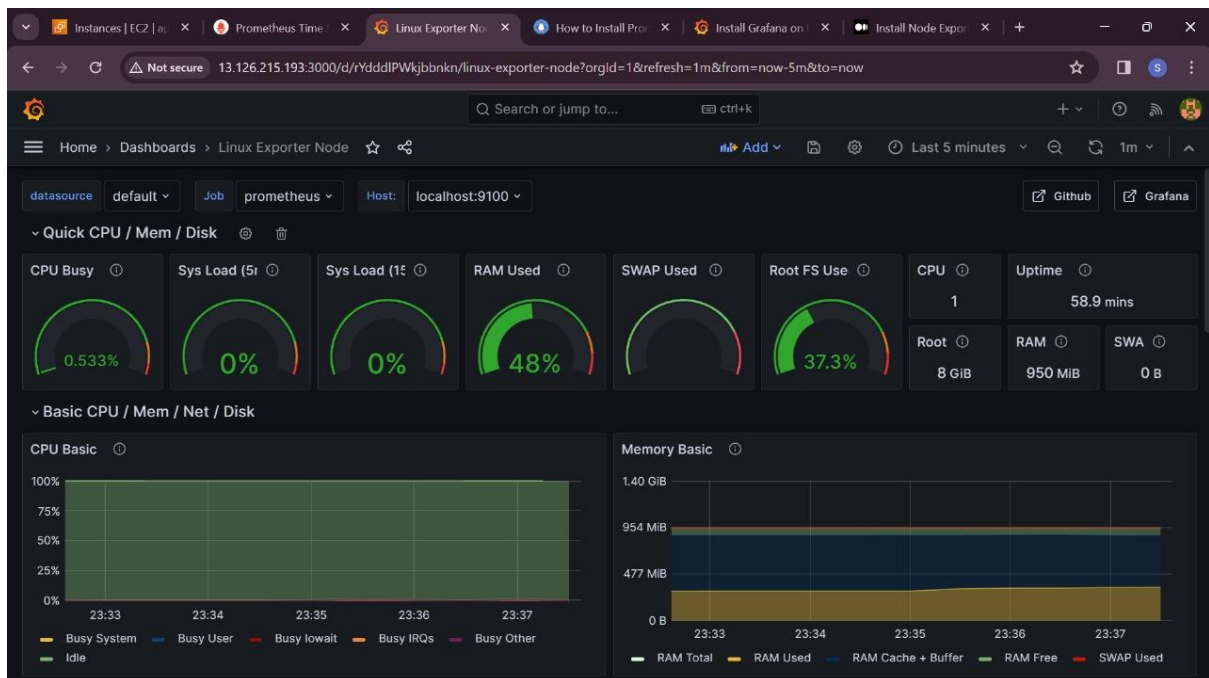 Instances | EC2 | ap
Prometheus Time
Linux Exporter No
How to Install Pro
Install Grafana on
Install Node Expor
Not secure 13.126.215.193:3000/d/rYdddlPWkjbbnkn/linux-exporter-node?orgId=1&refresh=1m&from=now-5m&to=now
S
Search or jump to... ctrl+k
Home > Dashboards > Linux Exporter Node Add Last 5 minutes 1m
datasource default Job prometheus Host: localhost:9100 Github Grafana
Quick CPU / Mem / Disk
CPU Busy Sys Load (5r Sys Load (15 RAM Used SWAP Used Root FS Use CPU Uptime
1 58.9 mins
Root RAM SWA
0.533% 0% 0% 48% 37.3% 8 GiB 950 MiB 0 B
Basic CPU / Mem / Net / Disk
CPU Basic
100%
75%
50%
25%
0%
23:33 23:34 23:35 23:36 23:37
Busy System Busy User Busy Iowait Busy IRQs Busy Other
Idle
Memory Basic
1.40 GiB
954 MiB
477 MiB
0 B
23:33 23:34 23:35 23:36 23:37
RAM Total RAM Used RAM Cache + Buffer RAM Free SWAP Used